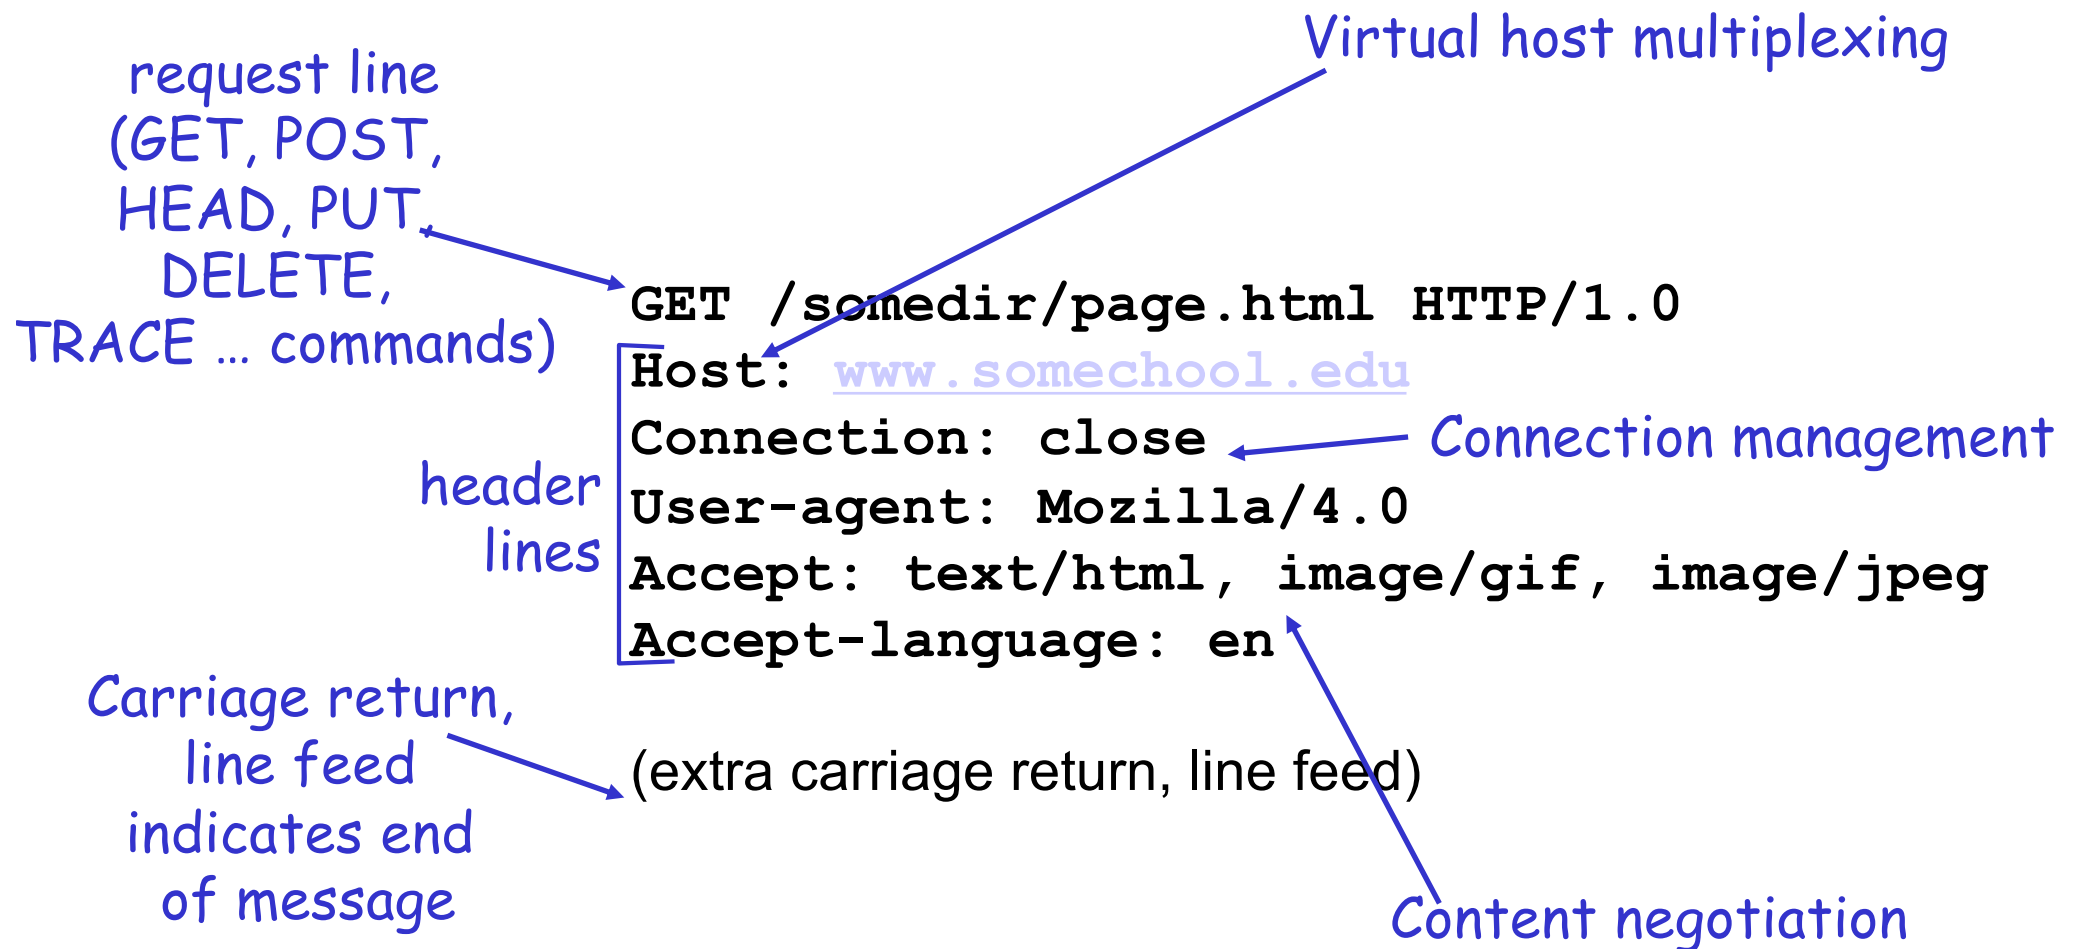 Virtual host multiplexing
request line
(GET, POST,
HEAD, PUT,
DELETE,
TRACE … commands)
GET /somedir/page.html HTTP/1.0
Host: www.somechool.edu
Connection: close
Connection management
User-agent: Mozilla/4.0
header
lines
Accept: text/html, image/gif, image/jpeg
Accept-language: en
Carriage return,
line feed
indicates end
of message
(extra carriage return, line feed)
Content negotiation